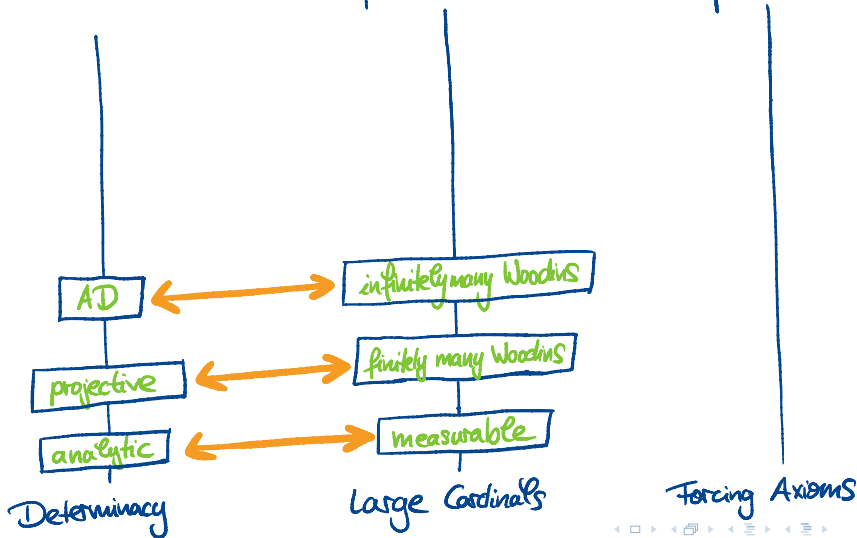 AD
infinitely many Woodins
projective
finitely many Woodins
analytic
measurable
Determinacy
Large Cardinals
Forcing Axioms